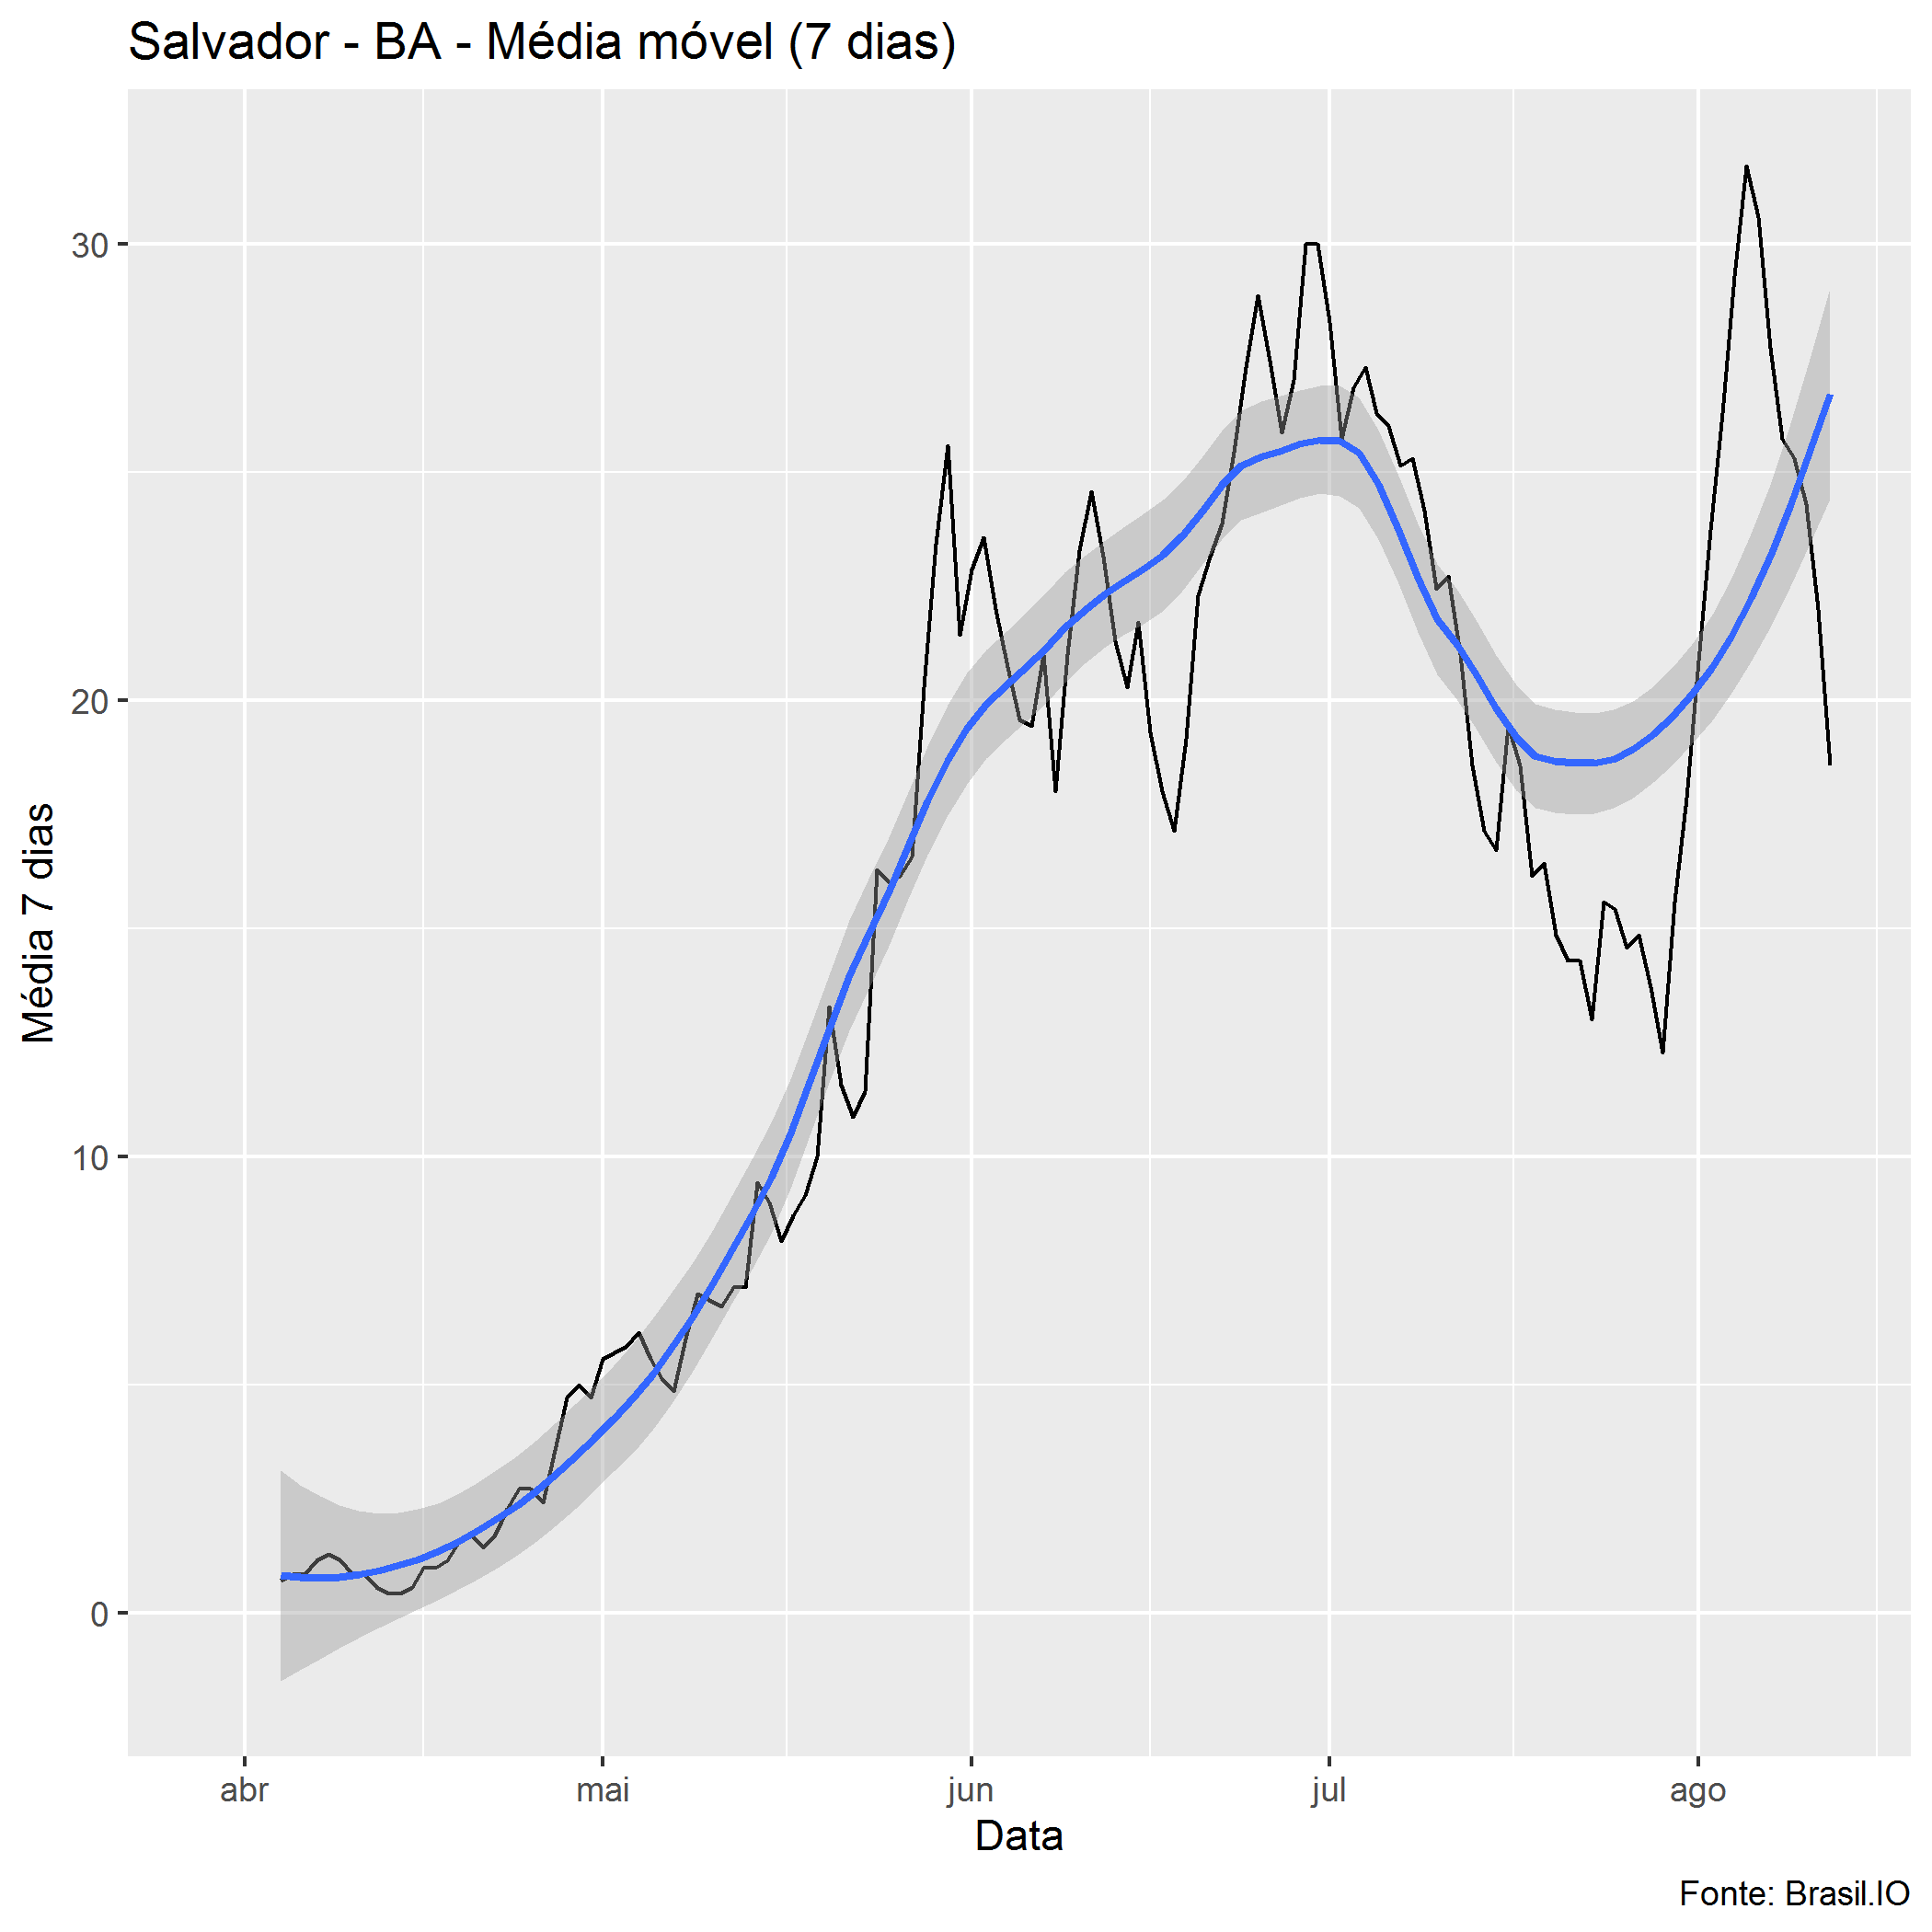 Salvador - BA - Média móvel (7 dias)
30
20
10
0
Média 7 dias
abr mai jun jul ago
Data
Fonte: Brasil.IO